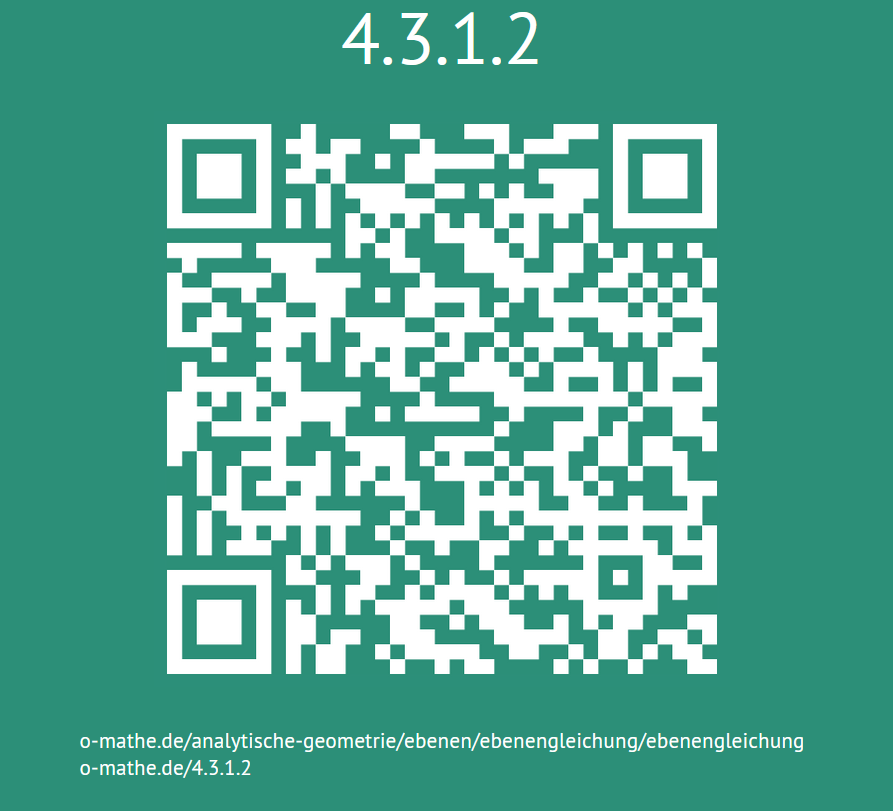 4.3.1.2
o-mathe.de/analytische-geometrie/ebenen/ebenengleichung/ebenengleichung
o-mathe.de/4.3.1.2